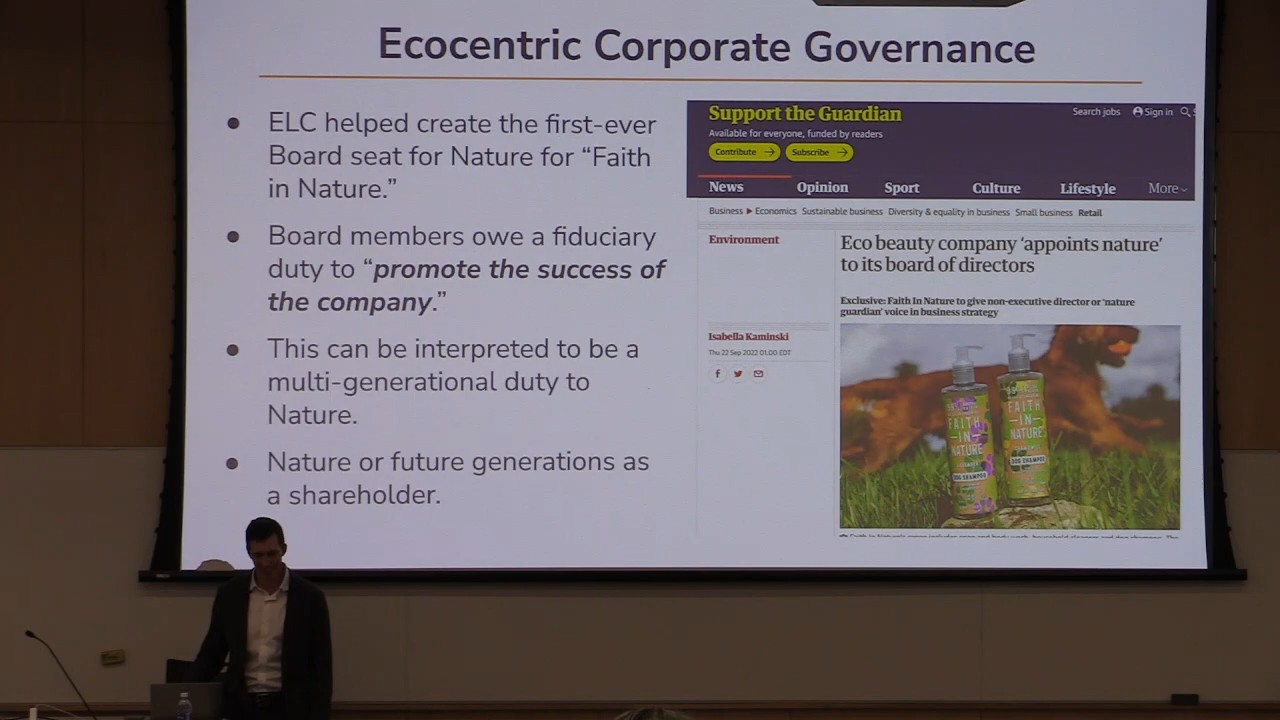 Ecocentric Corporate Governance
● ELC helped create the first-ever
Board seat for Nature for “Faith
in Nature.”
● Board members owe a fiduciary
duty to “promote the success of
the company.”
● This can be interpreted to be a
multi-generational duty to
Nature.
● Nature or future generations as
a shareholder.
Support the Guardian
Available for everyone, funded by readers
Contribute →
Subscribe →
Search jobs
Sign in
News
Opinion
Sport
Culture
Lifestyle
More
Business ▶ Economics Sustainable business Diversity & equality in business Small business Retail
Environment
Eco beauty company ‘appoints nature’
to its board of directors
Exclusive: Faith In Nature to give non-executive director or ‘nature
guardian’ voice in business strategy
Isabella Kaminski
Thu 22 Sep 2022 01.00 EDT
FAITH
—IN—
NATURE
DOG SHAMPOO
FAITH
—IN—
NATURE
DOG SHAMPOO